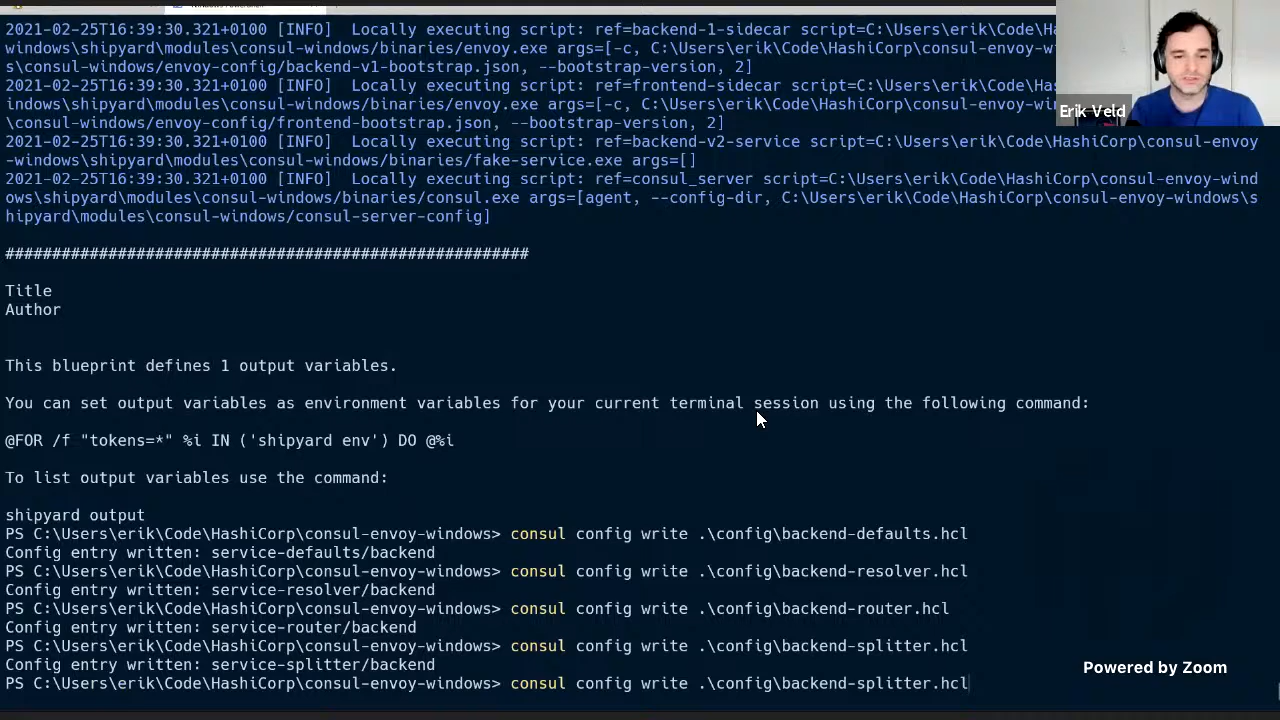 2021-02-25T16:39:30.321+0100 [INFO]  Locally executing script: ref=backend-1-sidecar script=C:\Users\erik\Code\Has
windows\shipyard\modules\consul-windows/binaries/envoy.exe args=[-c, C:\Users\erik\Code\HashiCorp\consul-envoy-w
s\consul-windows/envoy-config/backend-v1-bootstrap.json, --bootstrap-version, 2]
2021-02-25T16:39:30.321+0100 [INFO]  Locally executing script: ref=frontend-sidecar script=C:\Users\erik\Code\Hash
indows\shipyard\modules\consul-windows/binaries/envoy.exe args=[-c, C:\Users\erik\Code\HashiCorp\consul-envoy-win
\consul-windows/envoy-config/frontend-bootstrap.json, --bootstrap-version, 2]
Erik Veld
2021-02-25T16:39:30.321+0100 [INFO]  Locally executing script: ref=backend-v2-service script=C:\Users\erik\Code\HashiCorp\consul-envoy
-windows\shipyard\modules\consul-windows/binaries/fake-service.exe args=[]
2021-02-25T16:39:30.321+0100 [INFO]  Locally executing script: ref=consul_server script=C:\Users\erik\Code\HashiCorp\consul-envoy-wind
ows\shipyard\modules\consul-windows/binaries/consul.exe args=[agent, --config-dir, C:\Users\erik\Code\HashiCorp\consul-envoy-windows\s
hipyard\modules\consul-windows/consul-server-config]
########################################################
Title
Author
This blueprint defines 1 output variables.
You can set output variables as environment variables for your current terminal session using the following command:
@FOR /f "tokens=*" %i IN ('shipyard env') DO @%i
To list output variables use the command:
shipyard output
PS C:\Users\erik\Code\HashiCorp\consul-envoy-windows> consul config write .\config\backend-defaults.hcl
Config entry written: service-defaults/backend
PS C:\Users\erik\Code\HashiCorp\consul-envoy-windows> consul config write .\config\backend-resolver.hcl
Config entry written: service-resolver/backend
PS C:\Users\erik\Code\HashiCorp\consul-envoy-windows> consul config write .\config\backend-router.hcl
Config entry written: service-router/backend
PS C:\Users\erik\Code\HashiCorp\consul-envoy-windows> consul config write .\config\backend-splitter.hcl
Config entry written: service-splitter/backend
PS C:\Users\erik\Code\HashiCorp\consul-envoy-windows> consul config write .\config\backend-splitter.hcl
Powered by Zoom